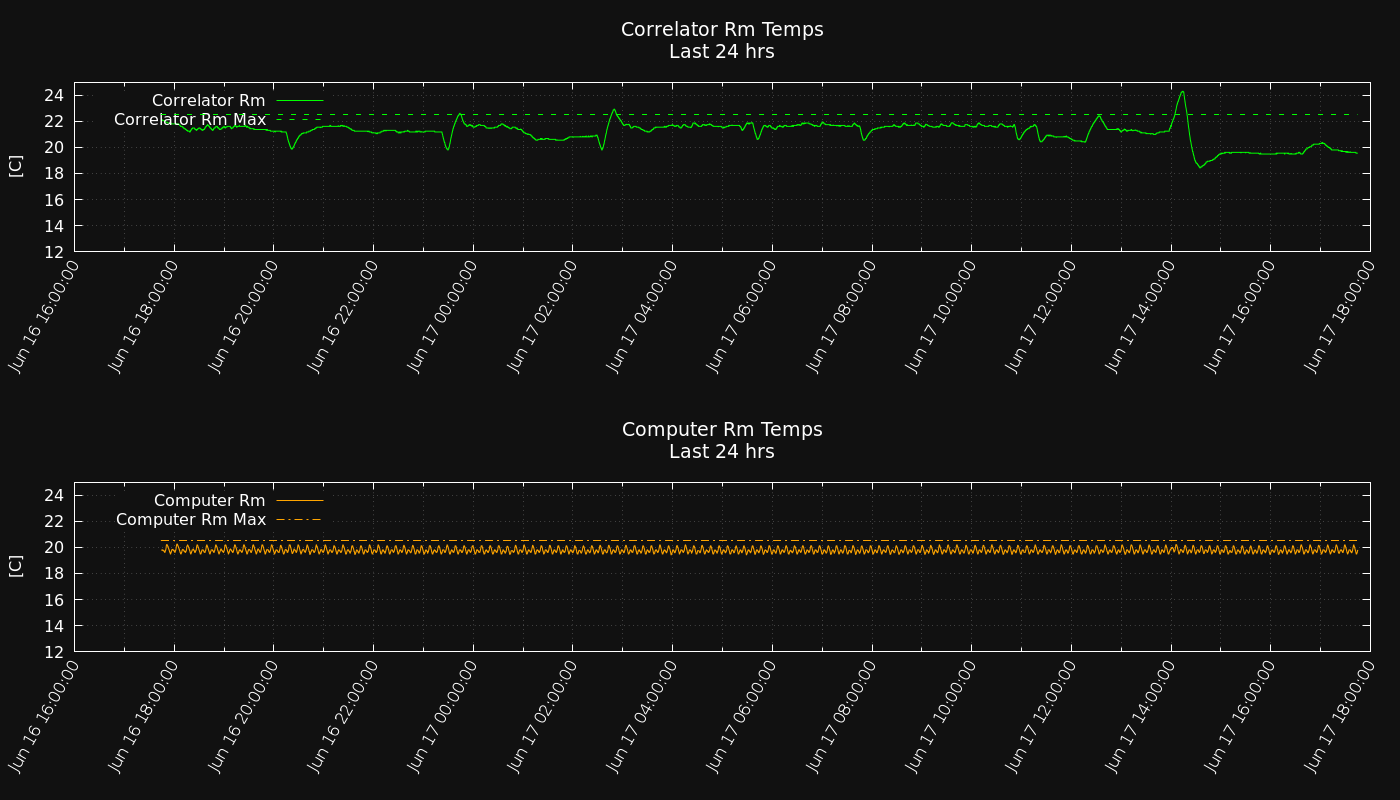 Correlator Rm Temps
Last 24 hrs
Correlator Rm
Correlator Rm Max
24
22
20
18
16
14
12
[C]
Jun 16 16:00:00
Jun 16 18:00:00
Jun 16 20:00:00
Jun 16 22:00:00
Jun 17 00:00:00
Jun 17 02:00:00
Jun 17 04:00:00
Jun 17 06:00:00
Jun 17 08:00:00
Jun 17 10:00:00
Jun 17 12:00:00
Jun 17 14:00:00
Jun 17 16:00:00
Jun 17 18:00:00
Computer Rm Temps
Last 24 hrs
Computer Rm
Computer Rm Max
24
22
20
18
16
14
12
[C]
Jun 16 16:00:00
Jun 16 18:00:00
Jun 16 20:00:00
Jun 16 22:00:00
Jun 17 00:00:00
Jun 17 02:00:00
Jun 17 04:00:00
Jun 17 06:00:00
Jun 17 08:00:00
Jun 17 10:00:00
Jun 17 12:00:00
Jun 17 14:00:00
Jun 17 16:00:00
Jun 17 18:00:00